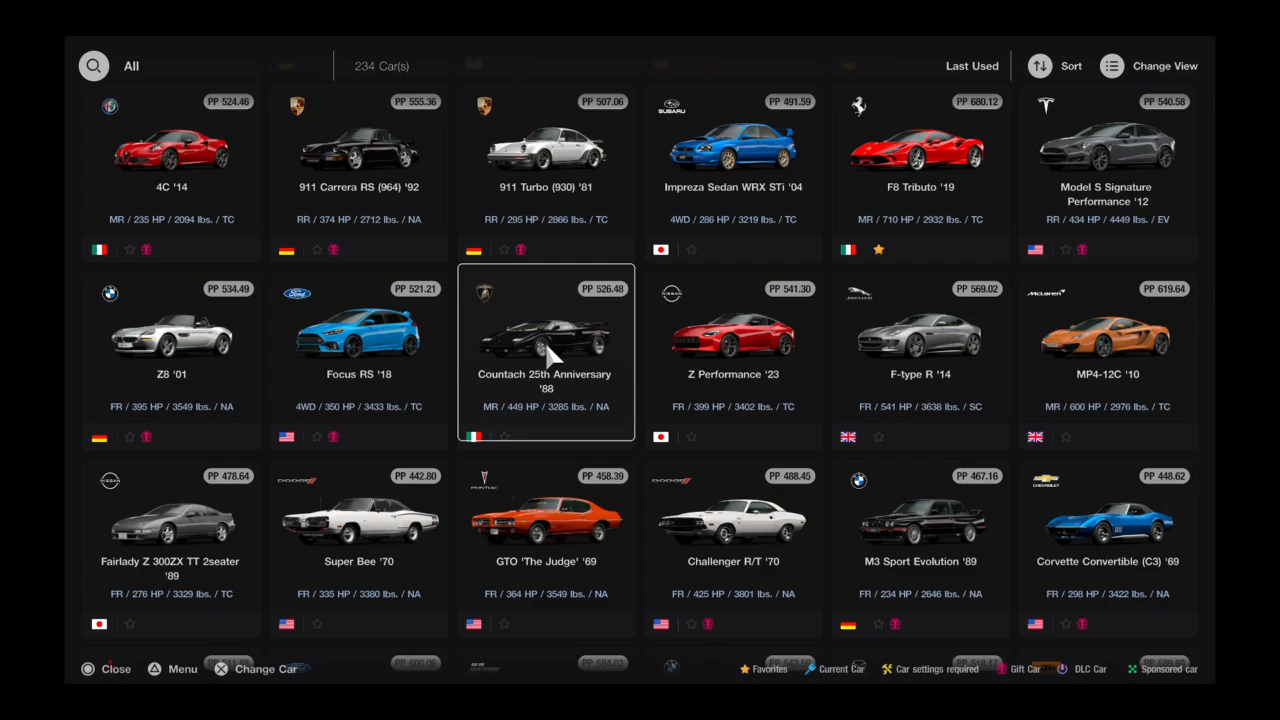 All
234 Car(s)
Last Used
Sort
Change View
PP 524.46
PP 555.36
PP 507.06
SUBARU
PP 491.59
PP 680.12
PP 540.58
4C '14
911 Carrera RS (964) '92
911 Turbo (930) '81
Impreza Sedan WRX STi '04
F8 Tributo '19
Model S Signature
Performance '12
MR / 235 HP / 2094 lbs. / TC
RR / 374 HP / 2712 lbs. / NA
RR / 295 HP / 2866 lbs. / TC
4WD / 286 HP / 3219 lbs. / TC
MR / 710 HP / 2932 lbs. / TC
RR / 434 HP / 4449 lbs. / EV
PP 534.49
Ford
PP 521.21
PP 526.48
NISSAN
PP 541.30
JAGUAR
PP 569.02
McLaren
PP 619.64
Z8 '01
Focus RS '18
Countach 25th Anniversary
'88
Z Performance '23
F-type R '14
MP4-12C '10
FR / 395 HP / 3549 lbs. / NA
4WD / 350 HP / 3433 lbs. / TC
MR / 449 HP / 3285 lbs. / NA
FR / 399 HP / 3402 lbs. / TC
FR / 541 HP / 3638 lbs. / SC
MR / 600 HP / 2976 lbs. / TC
NISSAN
PP 478.64
DODGE
PP 442.80
PONTIAC
PP 458.39
DODGE
PP 488.45
PP 467.16
CHEVROLET
PP 448.62
Fairlady Z 300ZX TT 2seater
'89
Super Bee '70
GTO 'The Judge' '69
Challenger R/T '70
M3 Sport Evolution '89
Corvette Convertible (C3) '69
FR / 276 HP / 3329 lbs. / TC
FR / 335 HP / 3380 lbs. / NA
FR / 364 HP / 3549 lbs. / NA
FR / 425 HP / 3801 lbs. / NA
FR / 234 HP / 2646 lbs. / NA
FR / 298 HP / 3422 lbs. / NA
PP 600.06
PP 584.02
Close
Menu
Change Car
Favorites
Current Car
Car settings required
Gift Car
DLC Car
Sponsored car